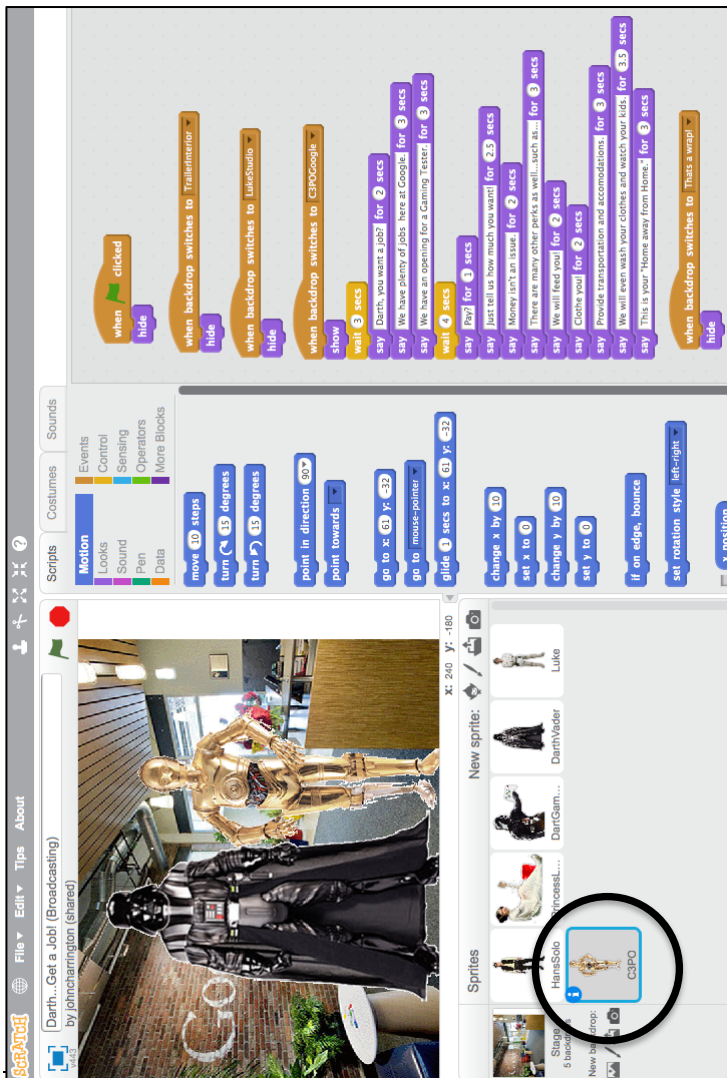 SCRATCH File Edit Tips About
v443
Darth...Get a Job! (Broadcasting)
by johncharrington (shared)
Go
x: 240 y: -180
Sprites New sprite:
Stage
5 backdrops
New backdrop:
HansSolo
PrincessL...
DartGam...
DarthVader
Luke
C3PO
Scripts Costumes Sounds
Motion
Looks
Sound
Pen
Data
Events
Control
Sensing
Operators
More Blocks
move 10 steps
turn 15 degrees
turn 15 degrees
point in direction 90
point towards
go to x: 61 y: -32
go to mouse-pointer
glide 1 secs to x: 61 y: -32
change x by 10
set x to 0
change y by 10
set y to 0
if on edge, bounce
set rotation style left-right
x position
when clicked
hide
when backdrop switches to TrailerInterior
hide
when backdrop switches to LukeStudio
hide
when backdrop switches to C3POGoogle
show
wait 3 secs
say Darth, you want a job? for 2 secs
say We have plenty of jobs here at Google. for 3 secs
say We have an opening for a Gaming Tester. for 3 secs
wait 4 secs
say Pay? for 1 secs
say Just tell us how much you want! for 2.5 secs
say Money isn't an issue. for 2 secs
say There are many other perks as well...such as... for 3 secs
say We will feed you! for 2 secs
say Clothe you! for 2 secs
say Provide transportation and accomodations. for 3 secs
say We will even wash your clothes and watch your kids. for 3.5 secs
say This is your "Home away from Home." for 3 secs
when backdrop switches to Thats a wrap!
hide